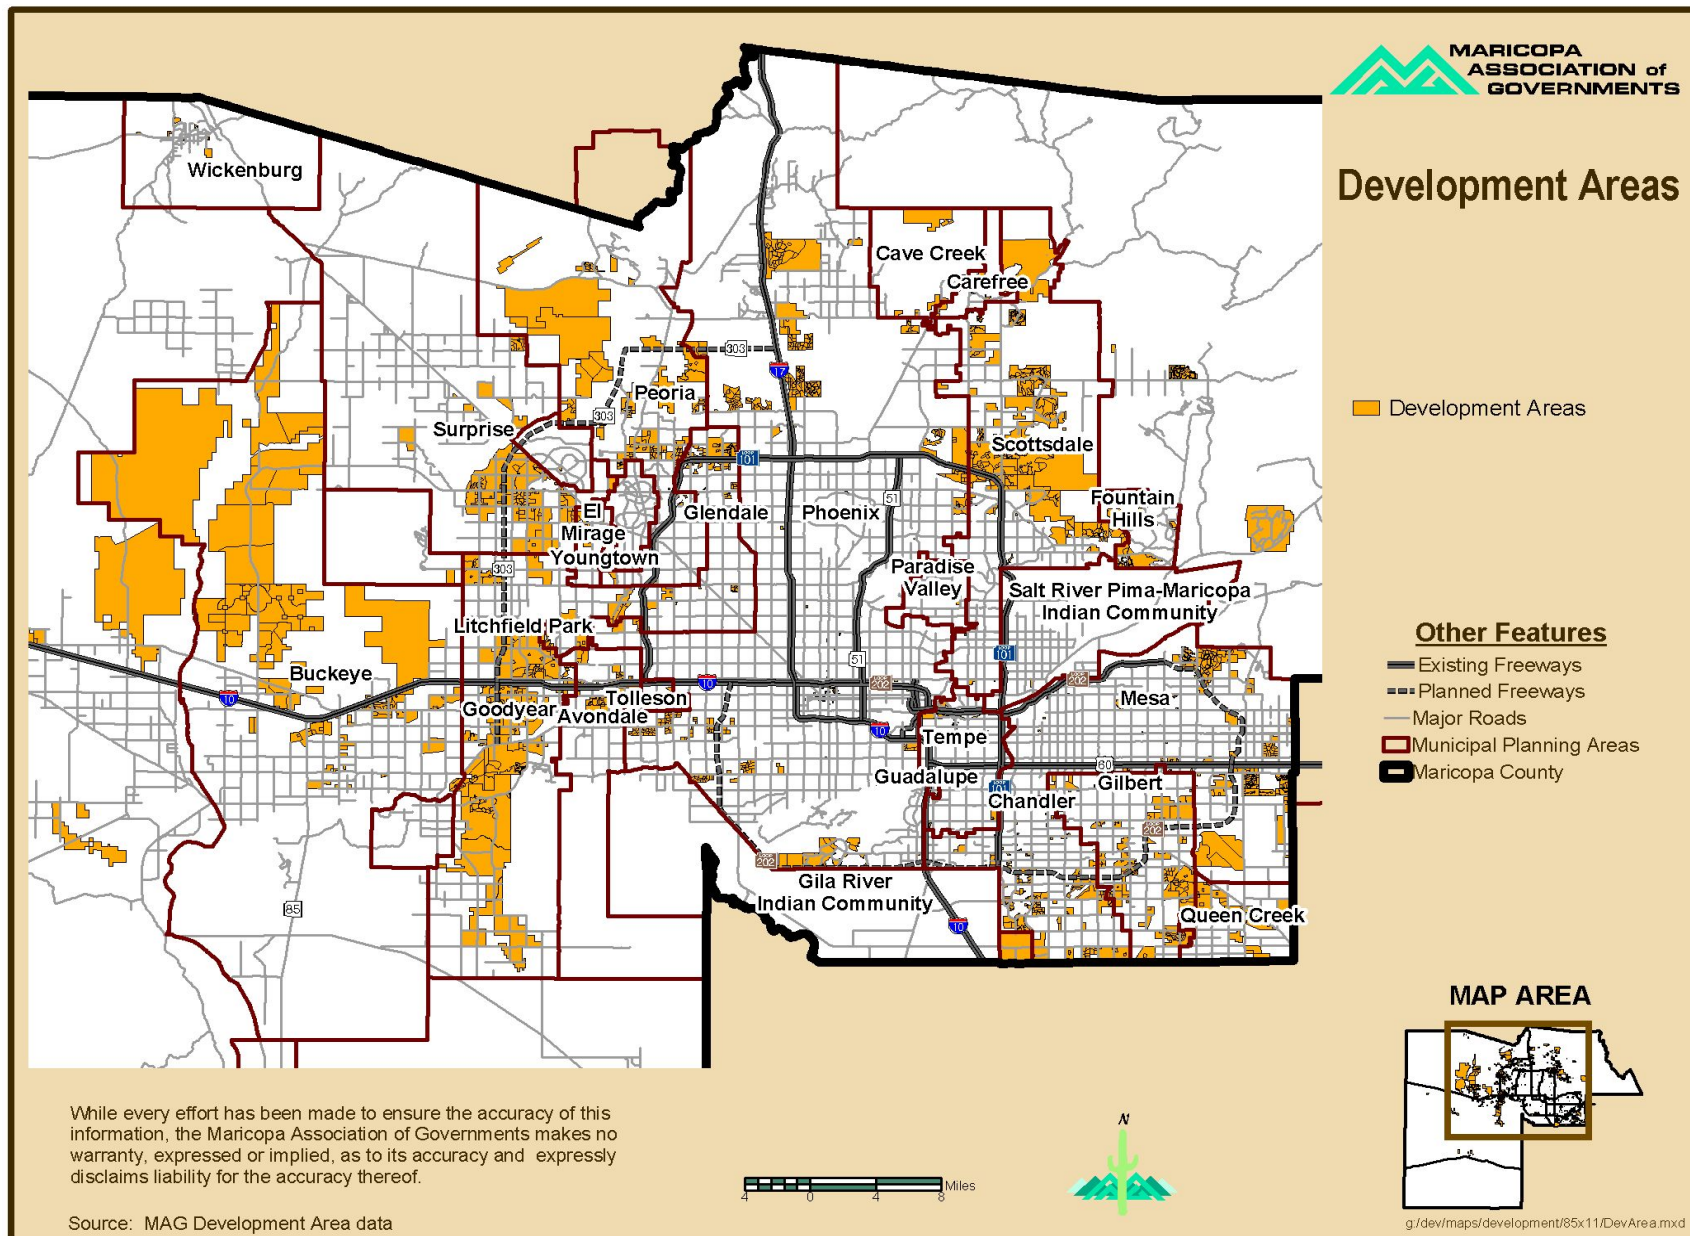 MARICOPA
ASSOCIATION of
GOVERNMENTS
Development Areas
Development Areas
Other Features
Existing Freeways
Planned Freeways
Major Roads
Municipal Planning Areas
Maricopa County
MAP AREA
g:/dev/maps/development/85x11/DevArea.mxd
Wickenburg
Cave Creek
Carefree
303
17
Peoria
303
Surprise
Scottsdale
LOOP
101
51
Fountain
Hills
El
Mirage
Glendale
Phoenix
Youngtown
303
Paradise
Valley
Salt River Pima-Maricopa
Indian Community
Litchfield Park
51
101
Buckeye
10
10
LOOP
202
LOOP
202
Mesa
Tolleson
Goodyear
Avondale
10
Tempe
60
Guadalupe
101
Gilbert
Chandler
LOOP
202
LOOP
202
Gila River
Indian Community
85
10
Queen Creek
While every effort has been made to ensure the accuracy of this
information, the Maricopa Association of Governments makes no
warranty, expressed or implied, as to its accuracy and expressly
disclaims liability for the accuracy thereof.
Source: MAG Development Area data
4 0 4 8
Miles
N